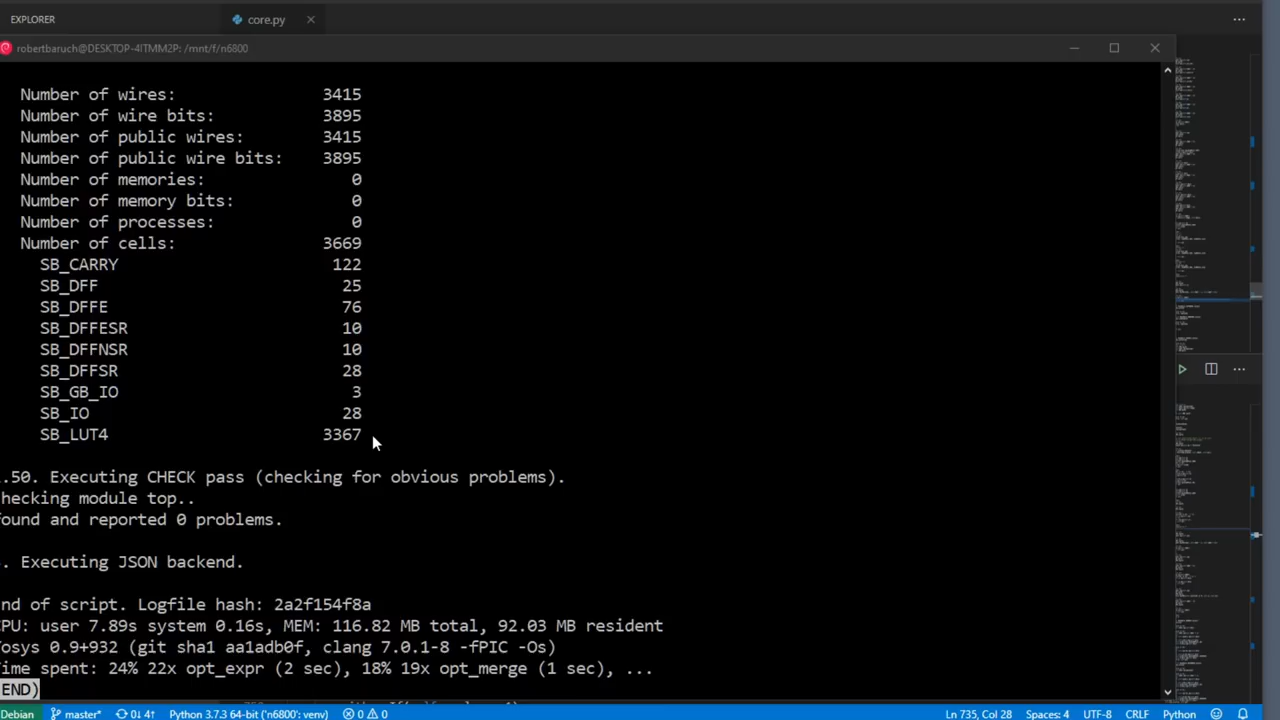 EXPLORER
core.py
robertbaruch@DESKTOP-4ITMM2P: /mnt/f/n6800
Number of wires: 3415
Number of wire bits: 3895
Number of public wires: 3415
Number of public wire bits: 3895
Number of memories: 0
Number of memory bits: 0
Number of processes: 0
Number of cells: 3669
SB_CARRY 122
SB_DFF 25
SB_DFFE 76
SB_DFFESR 10
SB_DFFNSR 10
SB_DFFSR 28
SB_GB_IO 3
SB_IO 28
SB_LUT4 3367
.50. Executing CHECK pass (checking for obvious problems).
hecking module top..
ound and reported 0 problems.
. Executing JSON backend.
nd of script. Logfile hash: 2a2f154f8a
CPU: user 7.89s system 0.16s, MEM: 116.82 MB total, 92.03 MB resident
Yosys 0.9+932 (git sha1 aa1adb0f, clang 7.0.1-8 -fPIC -Os)
ime spent: 24% 22x opt_expr (2 sec), 18% 19x opt_merge (1 sec), ...
END)
Debian master* 0↓ 4↑ Python 3.7.3 64-bit ('n6800': venv) 0 0 Ln 735, Col 28 Spaces: 4 UTF-8 CRLF Python